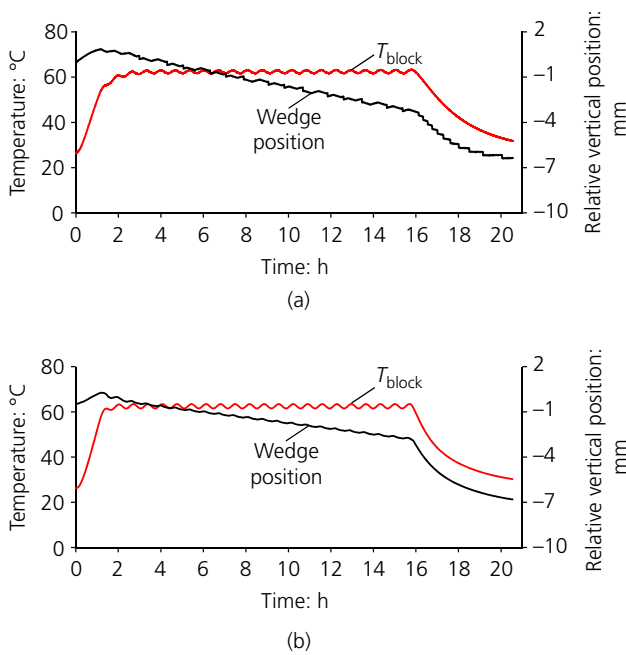 80
60
40
20
0
Temperature: °C
T_block
Wedge
position
2
−1
−4
−7
−10
Relative vertical position:
mm
0 2 4 6 8 10 12 14 16 18 20
Time: h
(a)
80
60
40
20
0
Temperature: °C
T_block
Wedge
position
2
−1
−4
−7
−10
Relative vertical position:
mm
0 2 4 6 8 10 12 14 16 18 20
Time: h
(b)